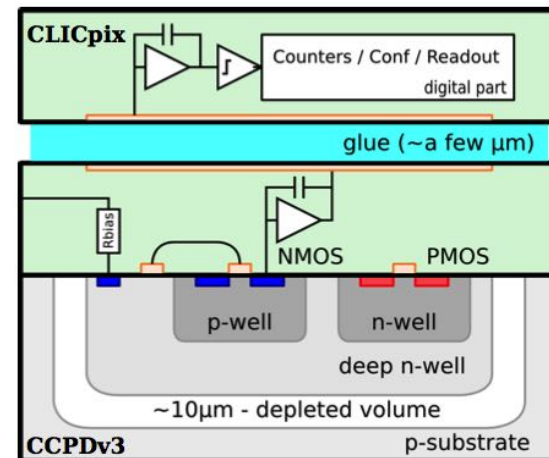 CLICpix
Counters / Conf / Readout
digital part
glue (~a few µm)
Rbias
NMOS
PMOS
p-well
n-well
deep n-well
~10µm - depleted volume
CCPDv3
p-substrate